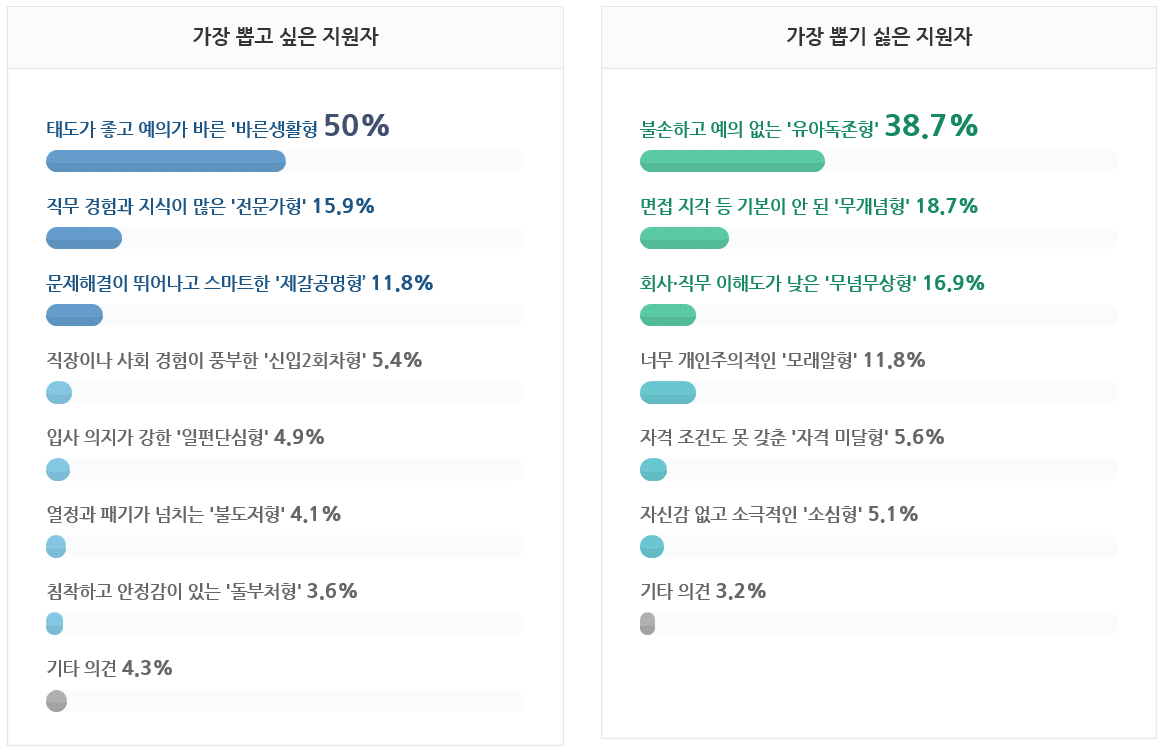 가장 뽑고 싶은 지원자
태도가 좋고 예의가 바른 '바른생활형 50%
직무 경험과 지식이 많은 '전문가형' 15.9%
문제해결이 뛰어나고 스마트한 '제갈공명형’ 11.8%
직장이나 사회 경험이 풍부한 '신입2회차형' 5.4%
입사 의지가 강한 '일편단심형' 4.9%
열정과 패기가 넘치는 '불도저형' 4.1%
침착하고 안정감이 있는 '돌부처형' 3.6%
기타 의견 4.3%
가장 뽑기 싫은 지원자
불손하고 예의 없는 '유아독존형' 38.7%
면접 지각 등 기본이 안 된 '무개념형' 18.7%
회사·직무 이해도가 낮은 '무념무상형' 16.9%
너무 개인주의적인 '모래알형' 11.8%
자격 조건도 못 갖춘 '자격 미달형' 5.6%
자신감 없고 소극적인 '소심형' 5.1%
기타 의견 3.2%